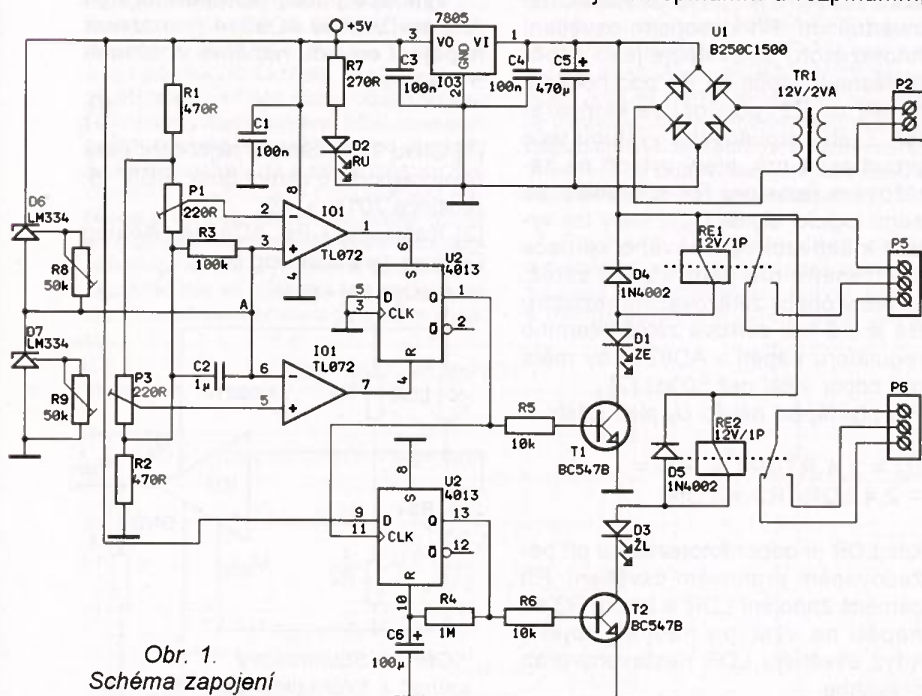 +5V
7805
3
VO
VI
1
GND
IO3
2
C3
100n
C4
100n
C5
+
470μ
U1
B250C1500
TR1
12V/2VA
P2
R7
270R
R1
470R
C1
100n
D2
RU
D6
LM334
P1
220R
R3
100k
2
3
8
4
1
IO1
TL072
R8
50k
A
D7
LM334
R9
50k
C2
1μ
6
5
IO1
TL072
7
P3
220R
R2
470R
U2
4013
6
S
5
D
3
CLK
Q
1
Q
2
R
4
RE1
12V/1P
D4
1N4002
D1
ZE
P5
R5
10k
T1
BC547B
RE2
12V/1P
D5
1N4002
P6
U2
4013
8
S
9
D
11
CLK
Q
13
Q
12
R
10
D3
ŽL
R4
1M
R6
10k
T2
BC547B
C6
+
100μ
Obr. 1.
Schéma zapojení